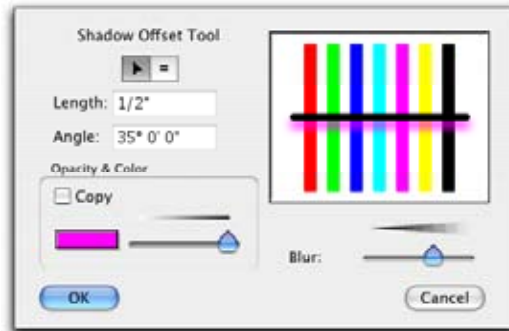 Shadow Offset Tool
=
Length: 1/2"
Angle: 35° 0' 0"
Opacity & Color
Copy
Blur:
OK
Cancel